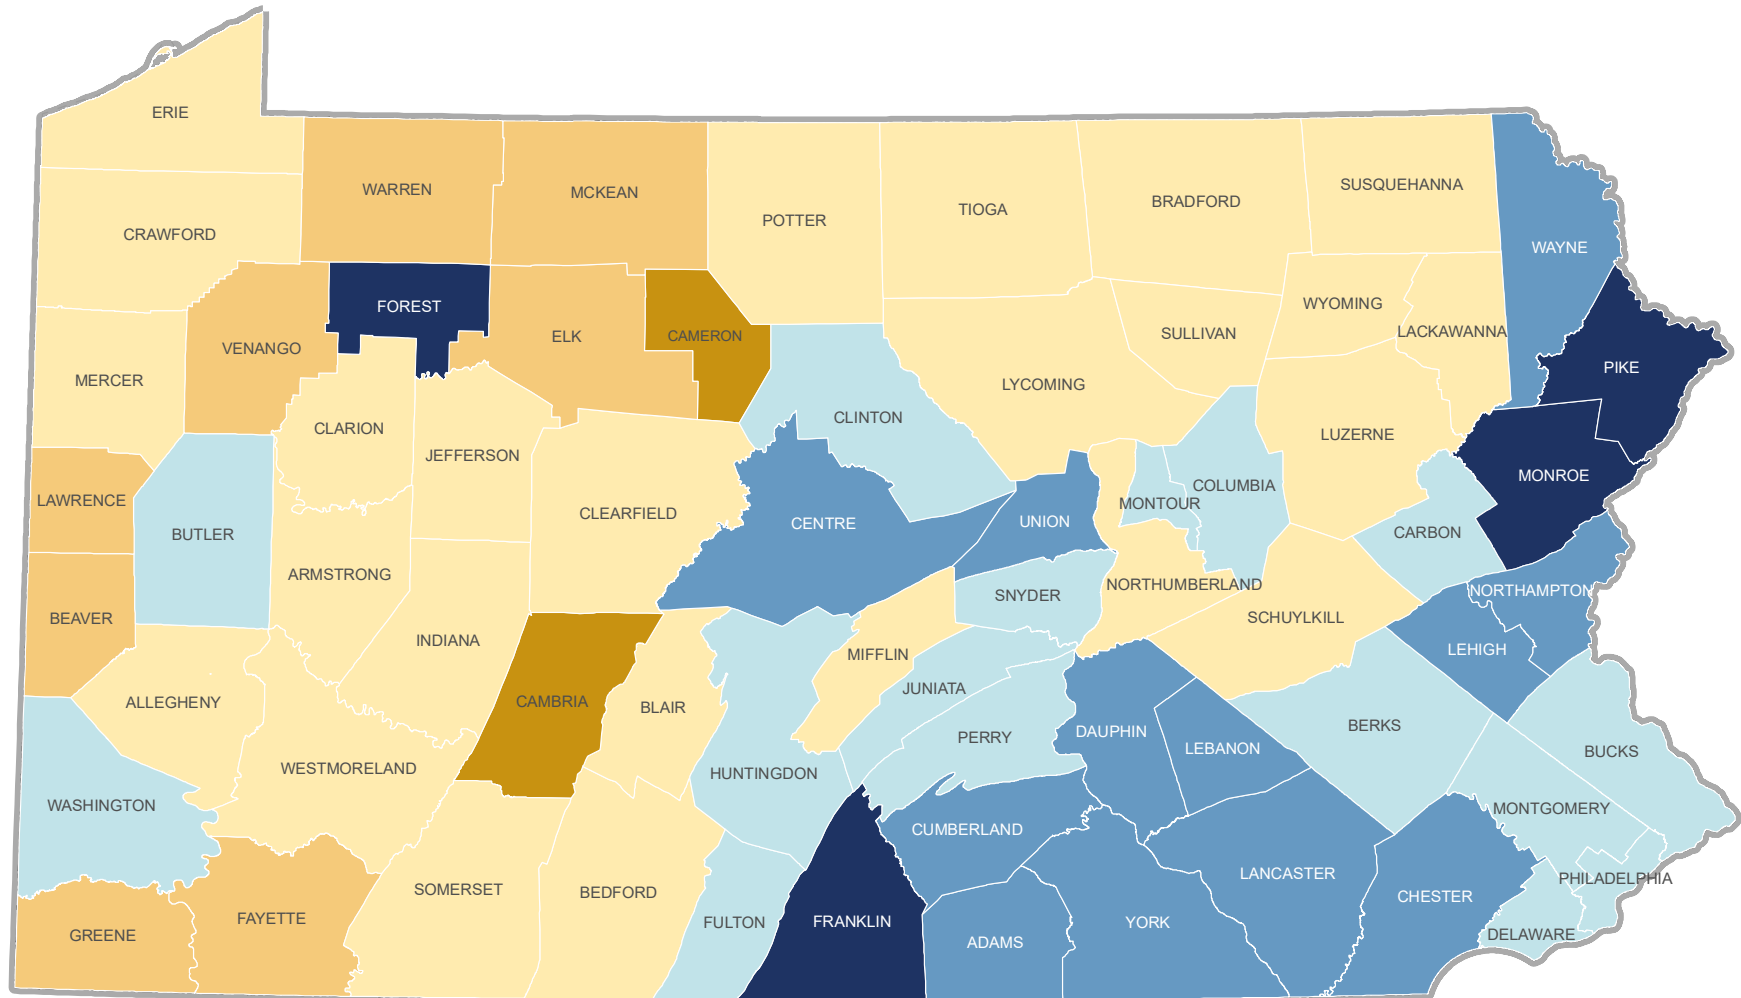 ERIE
WARREN
MCKEAN
SUSQUEHANNA
BRADFORD
TIOGA
POTTER
CRAWFORD
WAYNE
FOREST
WYOMING
LACKAWANNA
SULLIVAN
CAMERON
ELK
VENANGO
PIKE
MERCER
LYCOMING
CLINTON
CLARION
LUZERNE
JEFFERSON
MONROE
COLUMBIA
LAWRENCE
MONTOUR
CLEARFIELD
CENTRE
UNION
BUTLER
CARBON
ARMSTRONG
NORTHUMBERLAND
NORTHAMPTON
SNYDER
BEAVER
SCHUYLKILL
INDIANA
LEHIGH
MIFFLIN
JUNIATA
ALLEGHENY
CAMBRIA
BLAIR
BERKS
DAUPHIN
PERRY
LEBANON
BUCKS
WESTMORELAND
HUNTINGDON
WASHINGTON
MONTGOMERY
CUMBERLAND
LANCASTER
PHILADELPHIA
SOMERSET
BEDFORD
CHESTER
FAYETTE
FULTON
FRANKLIN
YORK
GREENE
DELAWARE
ADAMS